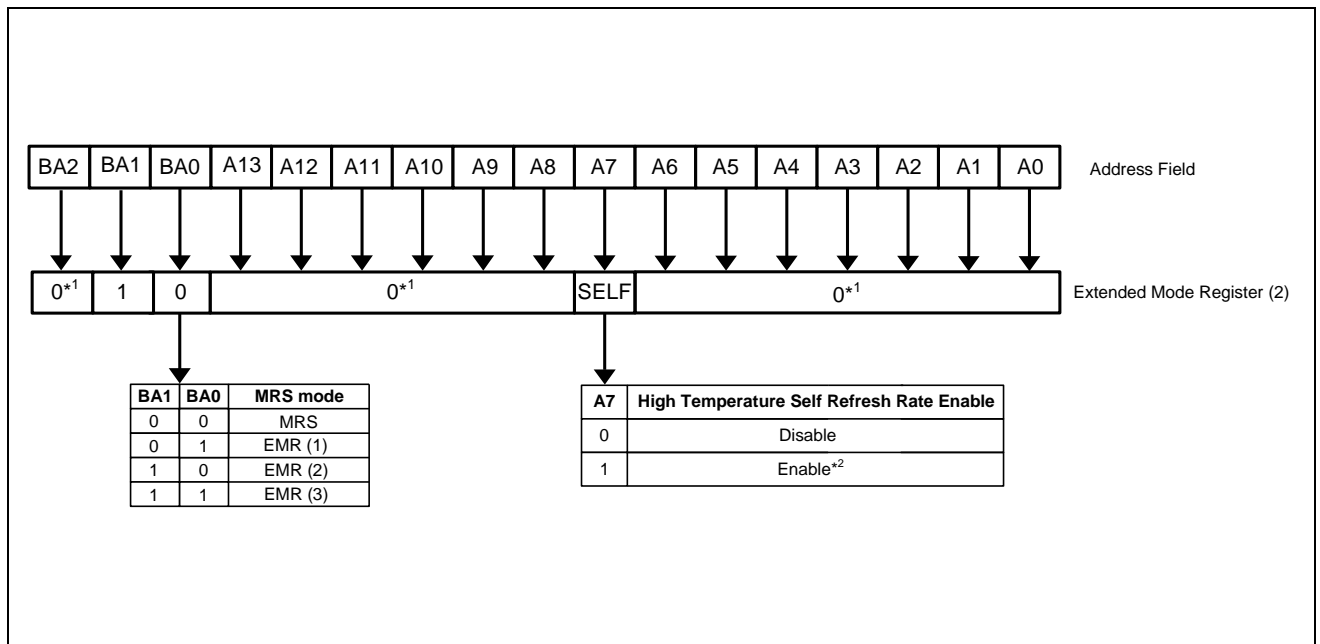 BA2 BA1 BA0 A13 A12 A11 A10 A9 A8 A7 A6 A5 A4 A3 A2 A1 A0 Address Field
0*1 1 0 0*1 SELF 0*1 Extended Mode Register (2)
BA1 BA0 MRS mode
0 0 MRS
0 1 EMR (1)
1 0 EMR (2)
1 1 EMR (3)
A7 High Temperature Self Refresh Rate Enable
0 Disable
1 Enable*2